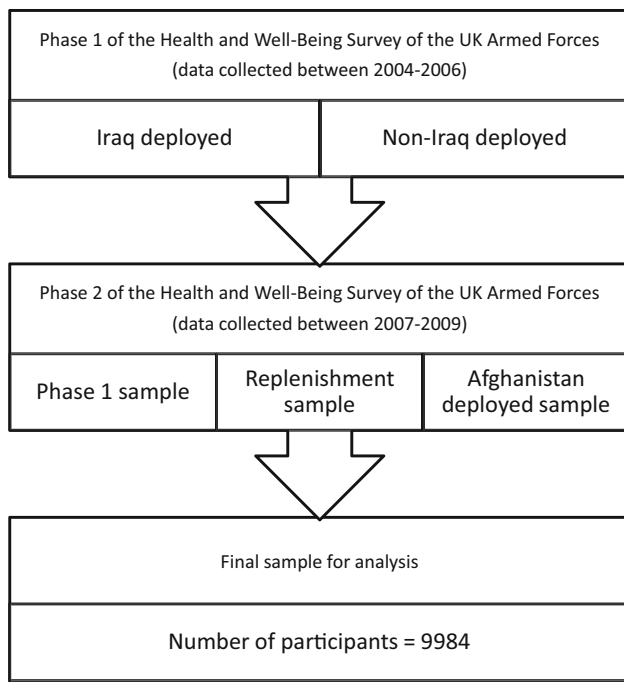 Phase 1 of the Health and Well-Being Survey of the UK Armed Forces
(data collected between 2004-2006)
Iraq deployed
Non-Iraq deployed
Phase 2 of the Health and Well-Being Survey of the UK Armed Forces
(data collected between 2007-2009)
Phase 1 sample
Replenishment
sample
Afghanistan
deployed sample
Final sample for analysis
Number of participants = 9984